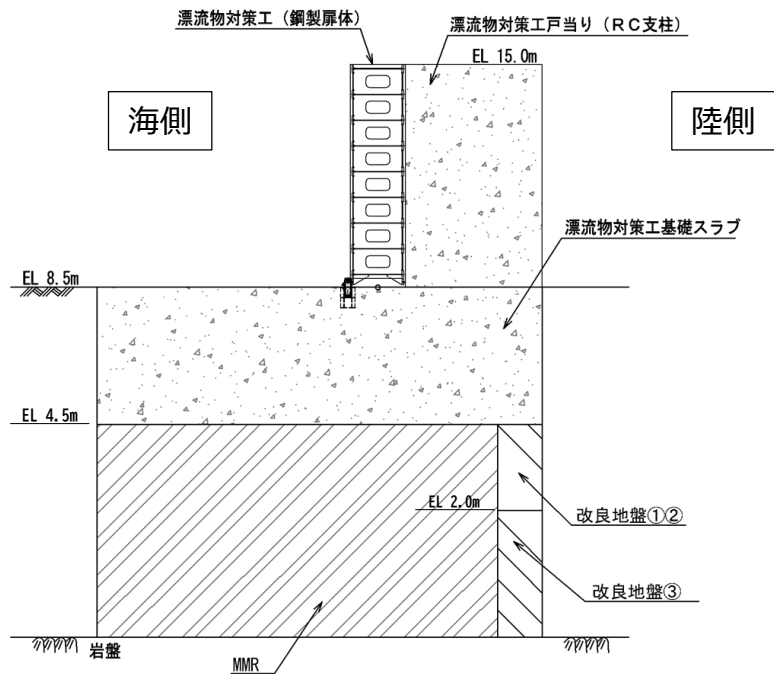 漂流物対策工（鋼製扉体）
漂流物対策工戸当り（ＲＣ支柱）
EL 15.0m
海側
陸側
漂流物対策工基礎スラブ
EL 8.5m
EL 4.5m
EL 2.0m
改良地盤①②
改良地盤③
岩盤
MMR